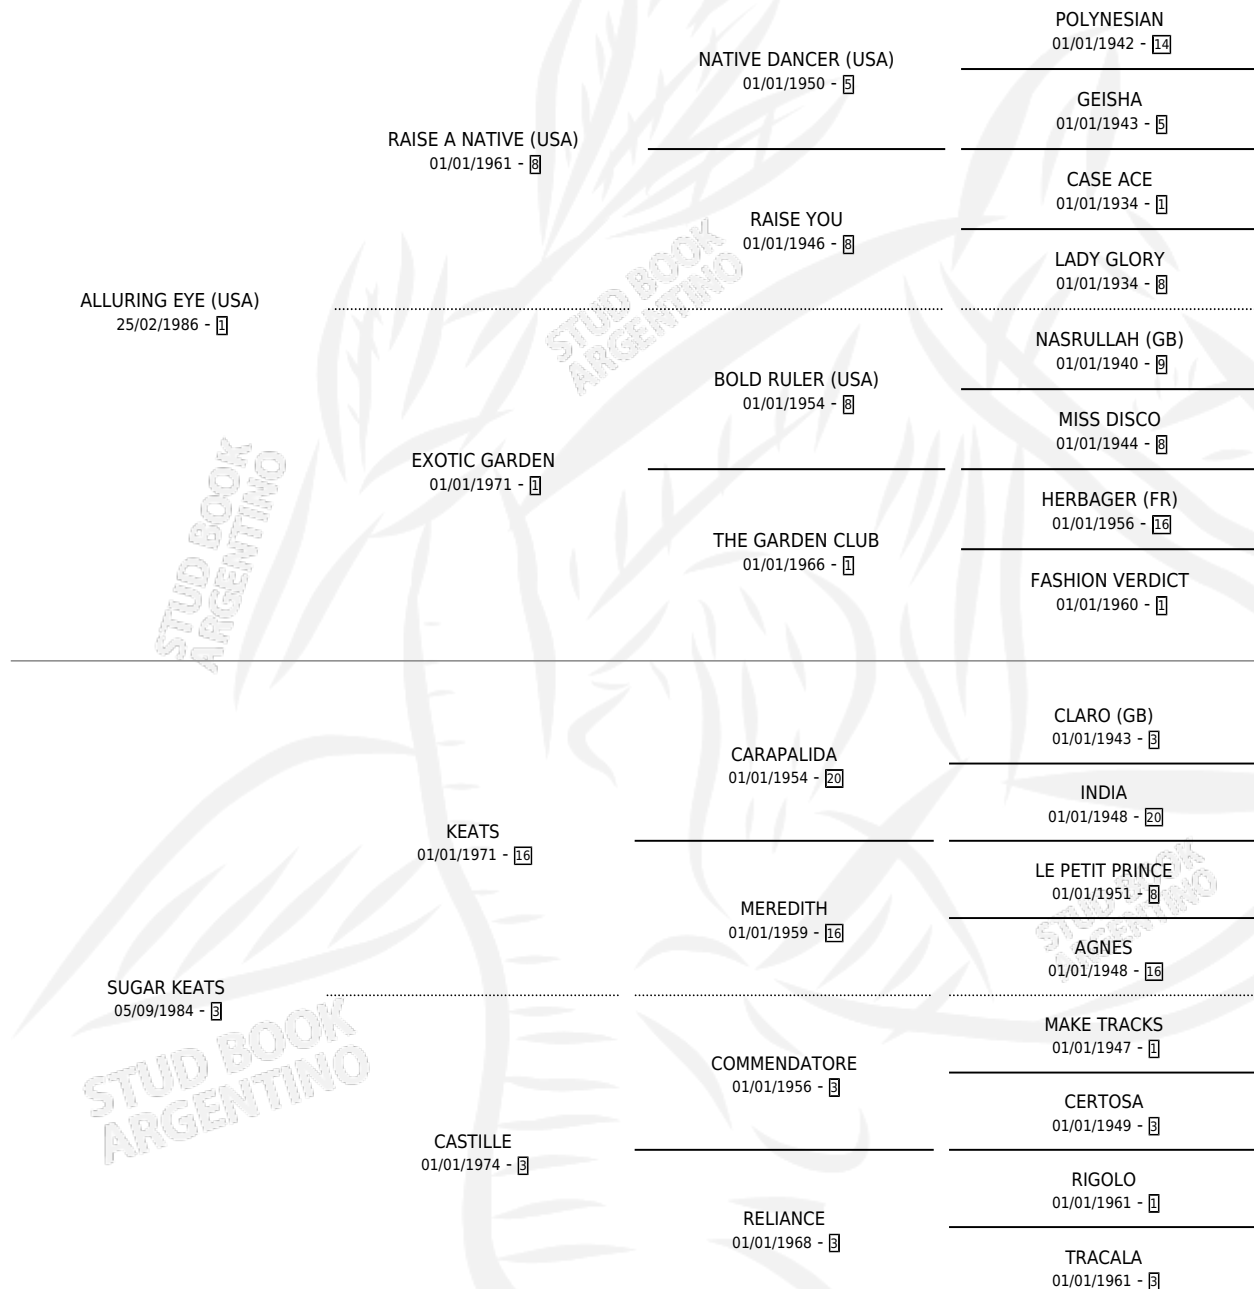 POLYNESIAN
01/01/1942 - 14
NATIVE DANCER (USA)
01/01/1950 - 5
GEISHA
01/01/1943 - 5
RAISE A NATIVE (USA)
01/01/1961 - 8
CASE ACE
01/01/1934 - 1
RAISE YOU
01/01/1946 - 8
LADY GLORY
01/01/1934 - 8
ALLURING EYE (USA)
25/02/1986 - 1
STUD BOOK
ARGENTINO
NASRULLAH (GB)
01/01/1940 - 9
BOLD RULER (USA)
01/01/1954 - 8
MISS DISCO
01/01/1944 - 8
EXOTIC GARDEN
01/01/1971 - 1
HERBAGER (FR)
01/01/1956 - 16
THE GARDEN CLUB
01/01/1966 - 1
FASHION VERDICT
01/01/1960 - 1
STUD BOOK
ARGENTINO
CLARO (GB)
01/01/1943 - 3
CARAPALIDA
01/01/1954 - 20
INDIA
01/01/1948 - 20
KEATS
01/01/1971 - 16
LE PETIT PRINCE
01/01/1951 - 8
MEREDITH
01/01/1959 - 16
AGNES
01/01/1948 - 16
STUD BOOK
ARGENTINO
SUGAR KEATS
05/09/1984 - 3
MAKE TRACKS
01/01/1947 - 1
COMMENDATORE
01/01/1956 - 3
CERTOSA
01/01/1949 - 3
STUD BOOK
ARGENTINO
CASTILLE
01/01/1974 - 3
RIGOLO
01/01/1961 - 1
RELIANCE
01/01/1968 - 3
TRACALA
01/01/1961 - 3